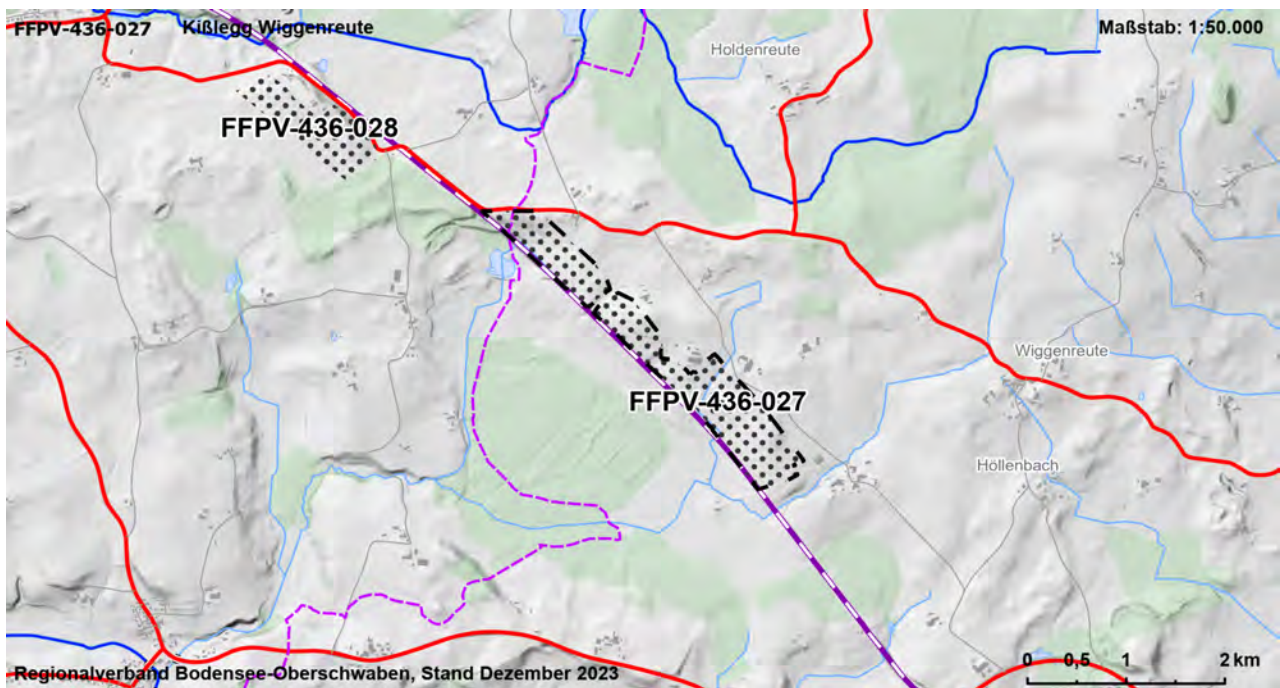 FFPV-436-027 Kißlegg Wiggenreute
Maßstab: 1:50.000
Holdenreute
FFPV-436-028
Wiggenreute
FFPV-436-027
Höllenbach
0 0,5 1 2 km
Regionalverband Bodensee-Oberschwaben, Stand Dezember 2023